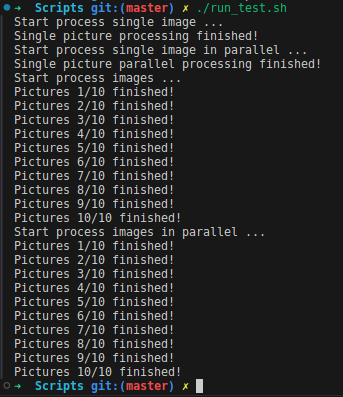 ➜  Scripts git:(master) ✗ ./run_test.sh
Start process single image ...
Single picture processing finished!
Start process single image in parallel ...
Single picture parallel processing finished!
Start process images ...
Pictures 1/10 finished!
Pictures 2/10 finished!
Pictures 3/10 finished!
Pictures 4/10 finished!
Pictures 5/10 finished!
Pictures 6/10 finished!
Pictures 7/10 finished!
Pictures 8/10 finished!
Pictures 9/10 finished!
Pictures 10/10 finished!
Start process images in parallel ...
Pictures 1/10 finished!
Pictures 2/10 finished!
Pictures 3/10 finished!
Pictures 4/10 finished!
Pictures 5/10 finished!
Pictures 6/10 finished!
Pictures 7/10 finished!
Pictures 8/10 finished!
Pictures 9/10 finished!
Pictures 10/10 finished!
➜  Scripts git:(master) ✗